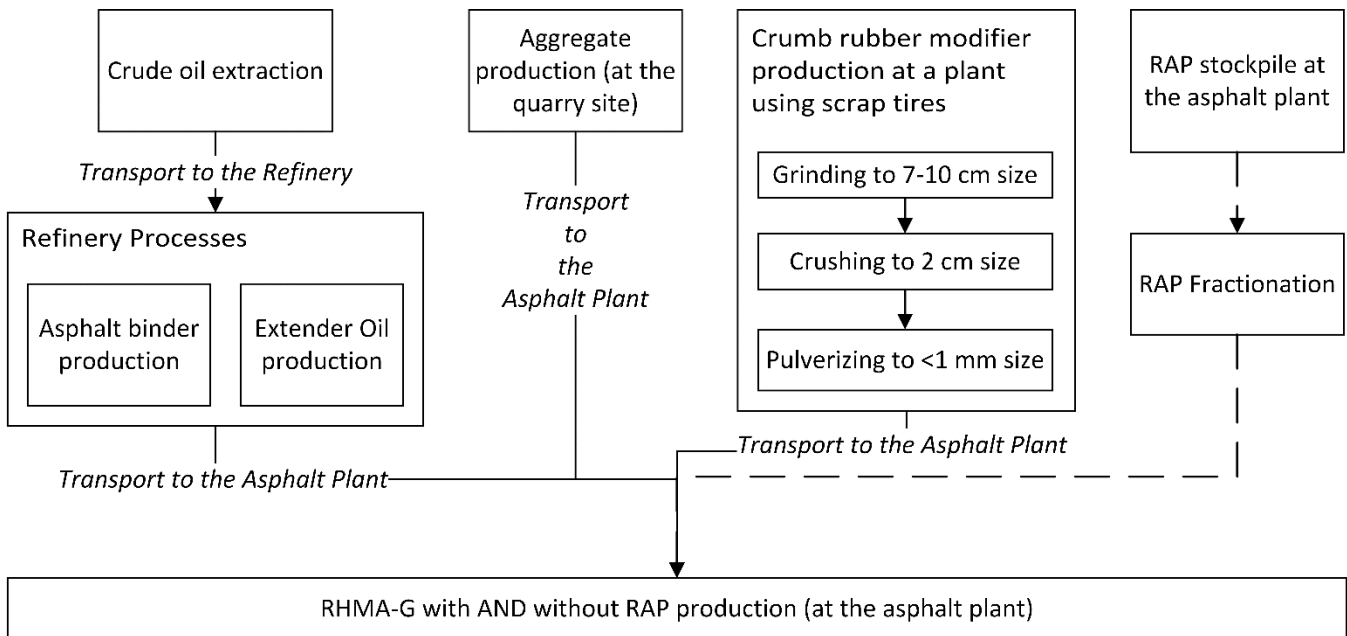 Crude oil extraction
Transport to the Refinery
Refinery Processes
Asphalt binder
production
Extender Oil
production
Transport to the Asphalt Plant
Aggregate
production (at the
quarry site)
Transport
to
the
Asphalt Plant
Crumb rubber modifier
production at a plant
using scrap tires
Grinding to 7-10 cm size
Crushing to 2 cm size
Pulverizing to <1 mm size
Transport to the Asphalt Plant
RAP stockpile at
the asphalt plant
RAP Fractionation
RHMA-G with AND without RAP production (at the asphalt plant)